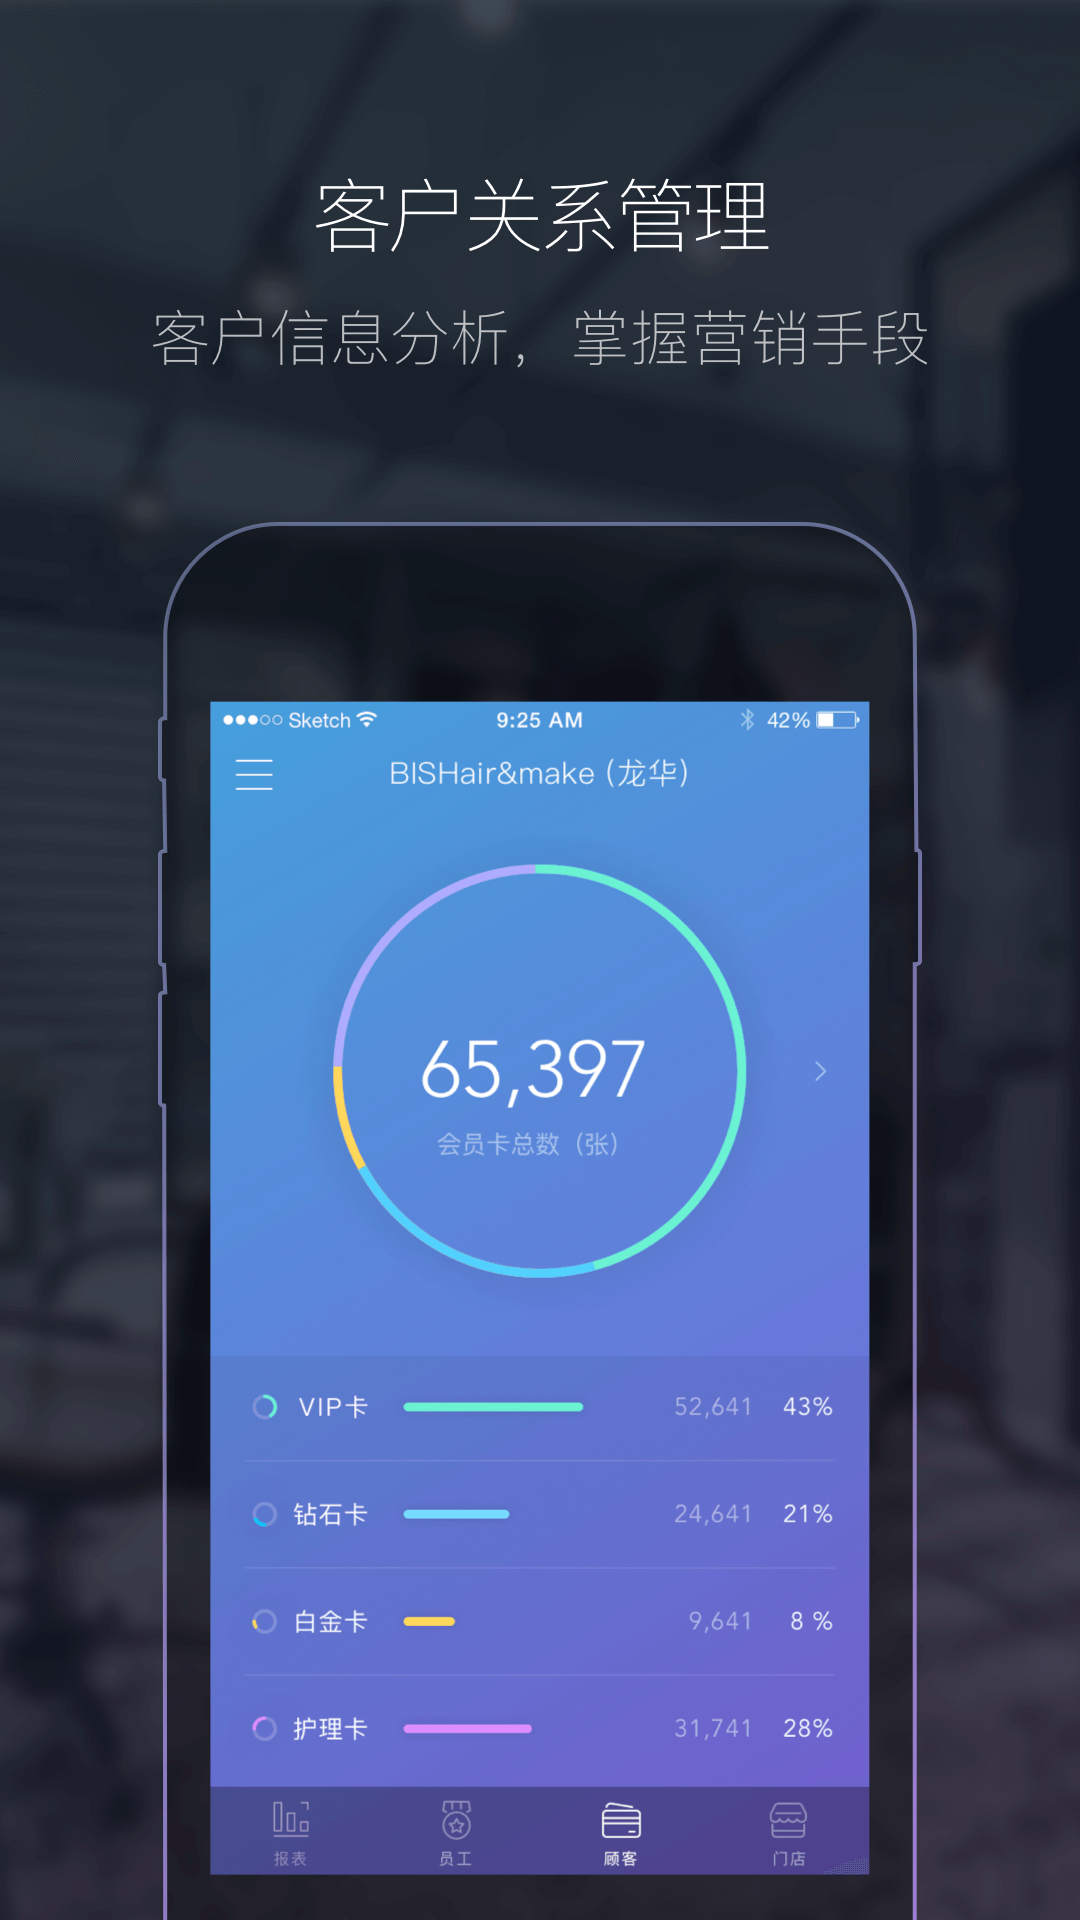 客户关系管理
客户信息分析，掌握营销手段
Sketch 9:25 AM 42%
BISHair&make (龙华)
65,397
会员卡总数 (张)
VIP卡 52,641 43%
钻石卡 24,641 21%
白金卡 9,641 8 %
护理卡 31,741 28%
报表 员工 顾客 门店